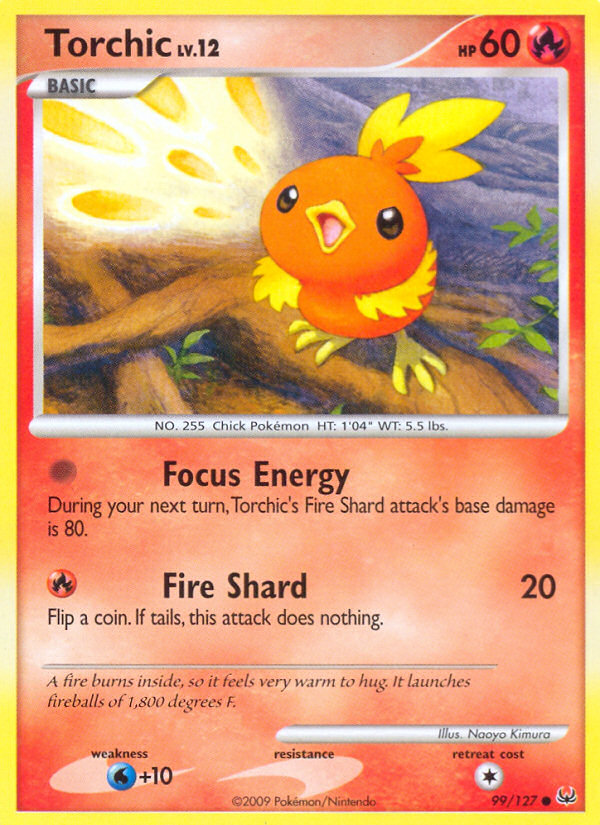 Torchic LV.12
HP 60
BASIC
NO. 255 Chick Pokémon HT: 1'04" WT: 5.5 lbs.
Focus Energy
During your next turn, Torchic's Fire Shard attack's base damage
is 80.
Fire Shard 20
Flip a coin. If tails, this attack does nothing.
A fire burns inside, so it feels very warm to hug. It launches
fireballs of 1,800 degrees F.
Illus. Naoyo Kimura
weakness resistance retreat cost
+10
©2009 Pokémon/Nintendo 99/127